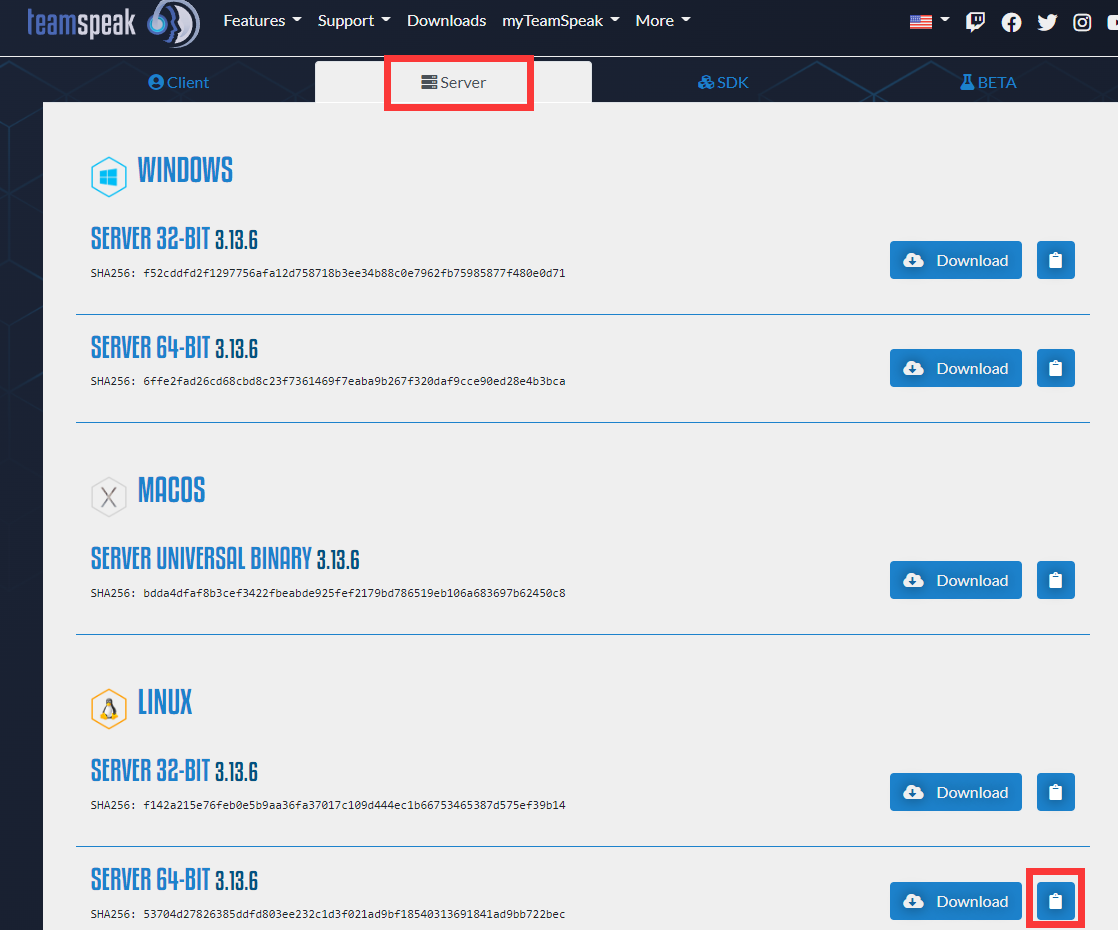 teamspeak Features Support Downloads myTeamSpeak More
Client Server SDK BETA
WINDOWS
SERVER 32-BIT 3.13.6
SHA256: f52cddfd2f1297756afa12d758718b3ee34b88c0e7962fb75985877f480e0d71
Download
SERVER 64-BIT 3.13.6
SHA256: 6ffe2fad26cd68cbd8c23f7361469f7eaba9b267f320daf9cce90ed28e4b3bca
Download
MACOS
SERVER UNIVERSAL BINARY 3.13.6
SHA256: bdda4dfaf8b3cef3422fbeabde925fef2179bd786519eb106a683697b62450c8
Download
LINUX
SERVER 32-BIT 3.13.6
SHA256: f142a215e76feb0e5b9aa36fa37017c109d444ec1b66753465387d575ef39b14
Download
SERVER 64-BIT 3.13.6
SHA256: 53704d27826385ddfd803ee232c1d3f021ad9bf18540313691841ad9bb722bec
Download